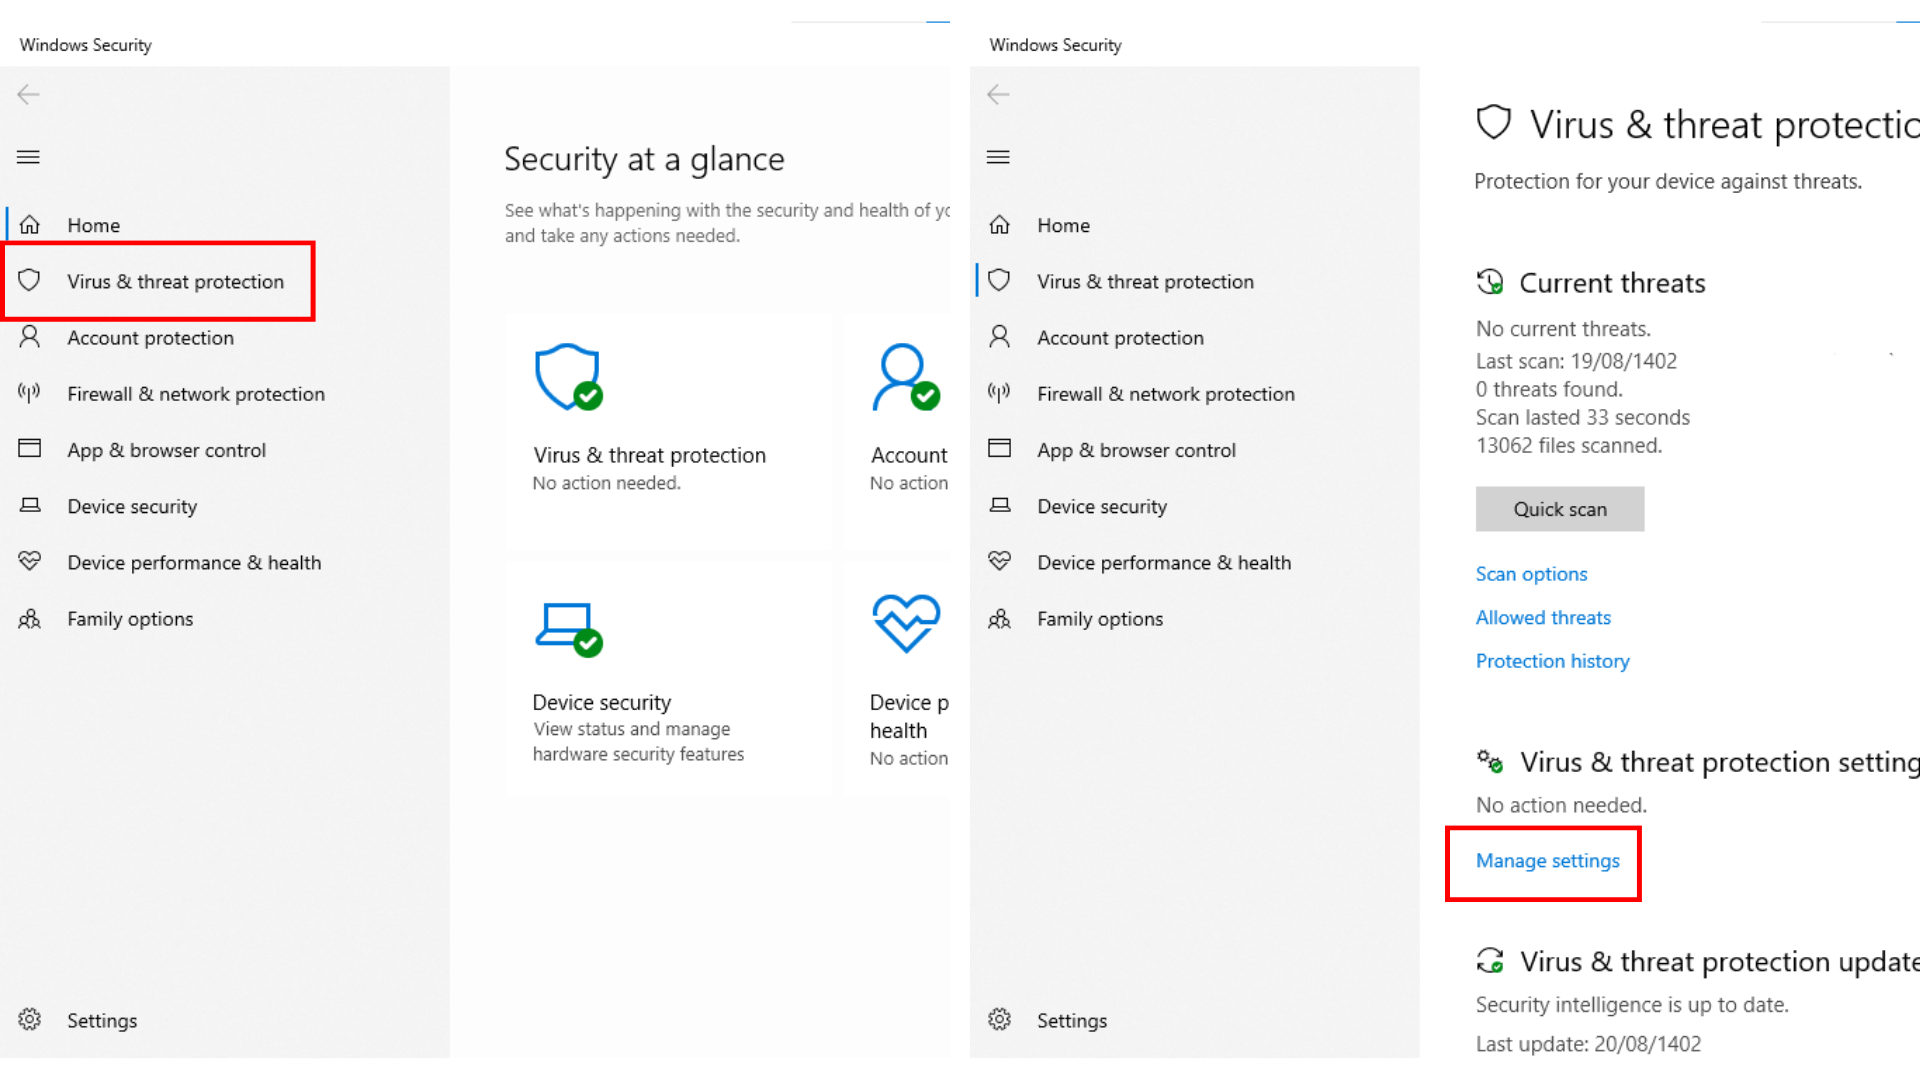 Windows Security
Home
Virus & threat protection
Account protection
Firewall & network protection
App & browser control
Device security
Device performance & health
Family options
Settings
Security at a glance
See what's happening with the security and health of yo
and take any actions needed.
Virus & threat protection
No action needed.
Account
No action
Device security
View status and manage
hardware security features
Device p
health
No action
Windows Security
Home
Virus & threat protection
Account protection
Firewall & network protection
App & browser control
Device security
Device performance & health
Family options
Settings
Virus & threat protectio
Protection for your device against threats.
Current threats
No current threats.
Last scan: 19/08/1402
0 threats found.
Scan lasted 33 seconds
13062 files scanned.
Quick scan
Scan options
Allowed threats
Protection history
Virus & threat protection setting
No action needed.
Manage settings
Virus & threat protection update
Security intelligence is up to date.
Last update: 20/08/1402